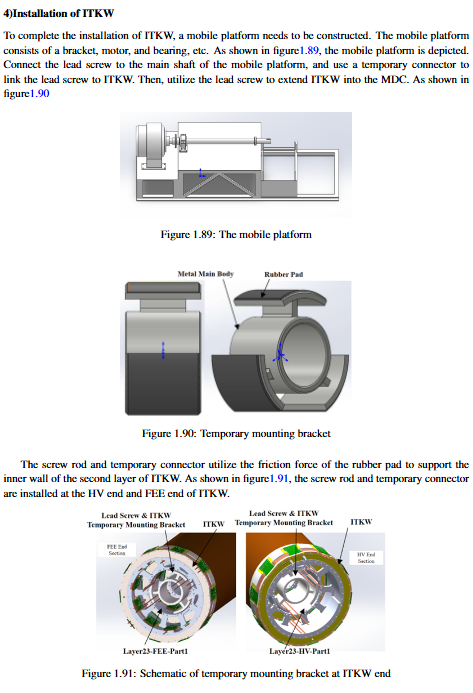 4)Installation of ITKW
To complete the installation of ITKW, a mobile platform needs to be constructed. The mobile platform
consists of a bracket, motor, and bearing, etc. As shown in figure1.89, the mobile platform is depicted.
Connect the lead screw to the main shaft of the mobile platform, and use a temporary connector to
link the lead screw to ITKW. Then, utilize the lead screw to extend ITKW into the MDC. As shown in
figure1.90
Figure 1.89: The mobile platform
Metal Main Body
Rubber Pad
Figure 1.90: Temporary mounting bracket
The screw rod and temporary connector utilize the friction force of the rubber pad to support the
inner wall of the second layer of ITKW. As shown in figure1.91, the screw rod and temporary connector
are installed at the HV end and FEE end of ITKW.
Lead Screw & ITKW
Temporary Mounting Bracket
ITKW
FEE End
Section
Layer23-FEE-Part1
Lead Screw & ITKW
Temporary Mounting Bracket
ITKW
HV End
Section
Layer23-HV-Part1
Figure 1.91: Schematic of temporary mounting bracket at ITKW end